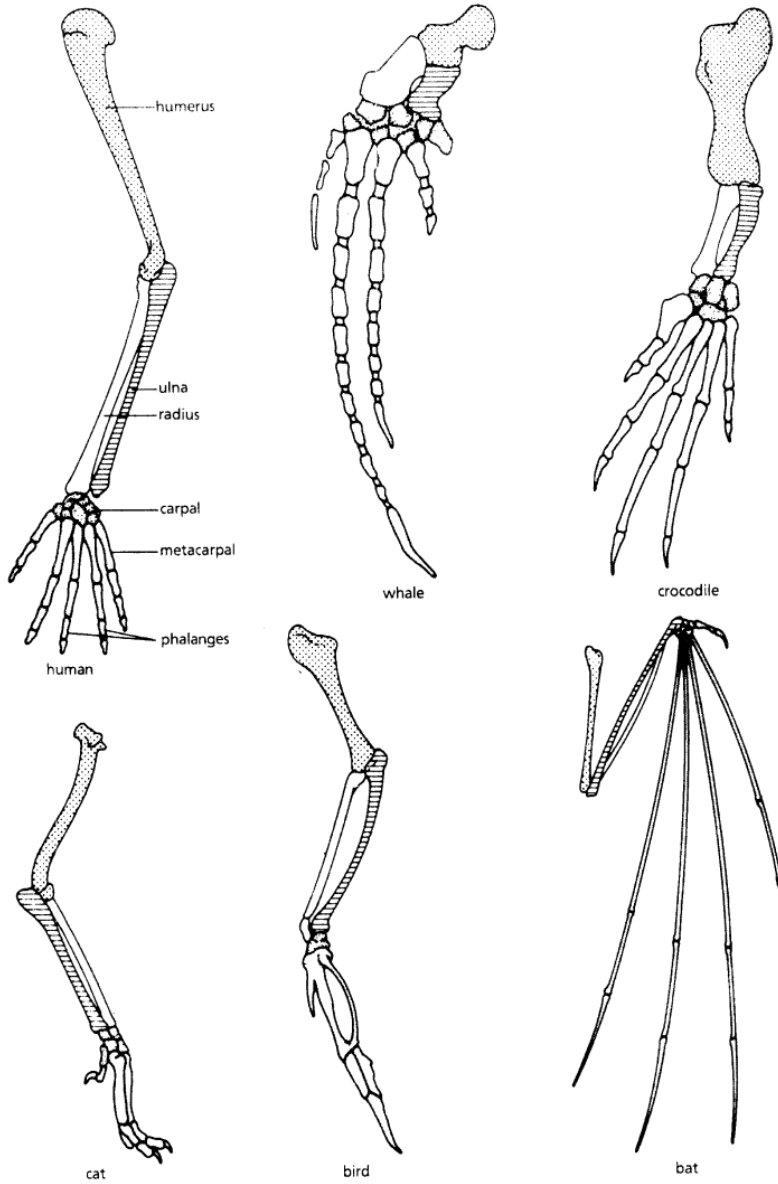 humerus
ulna
radius
carpal
metacarpal
phalanges
human
whale
crocodile
cat
bird
bat